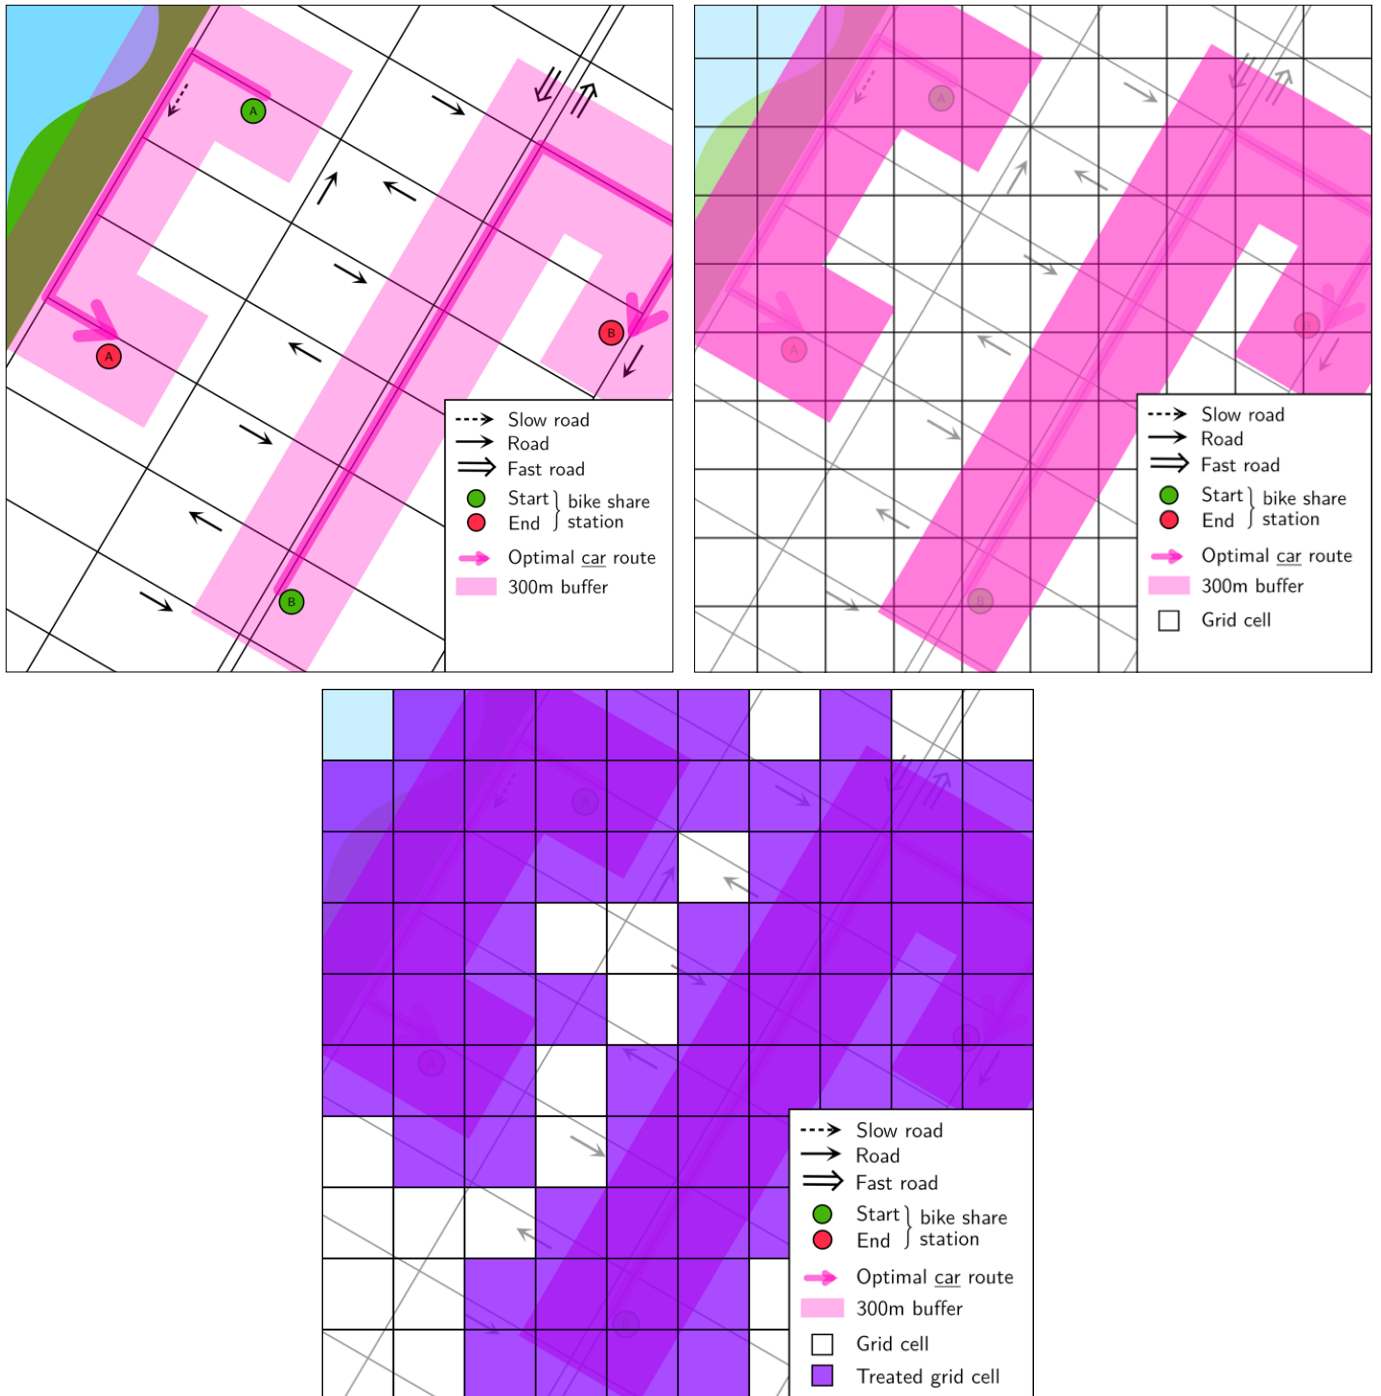 A
A
B
B
Slow road
Road
Fast road
Start
End
bike share
station
Optimal car route
300m buffer
A
A
B
B
Slow road
Road
Fast road
Start
End
bike share
station
Optimal car route
300m buffer
Grid cell
A
A
B
B
Slow road
Road
Fast road
Start
End
bike share
station
Optimal car route
300m buffer
Grid cell
Treated grid cell